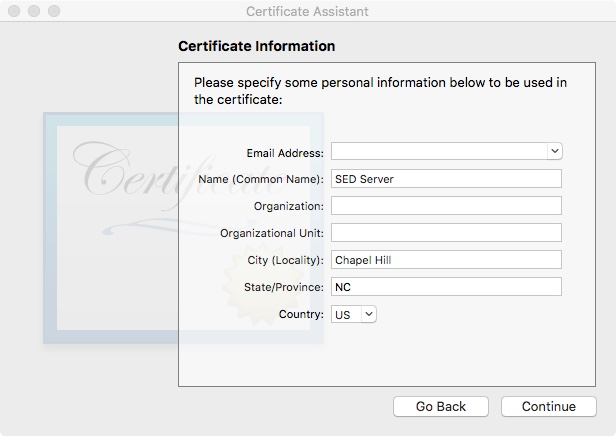 Certificate Assistant
Certificate Information
Please specify some personal information below to be used in
the certificate:
Certificate
Email Address:
Name (Common Name): SED Server
Organization:
Organizational Unit:
City (Locality): Chapel Hill
State/Province: NC
Country: US
Go Back Continue